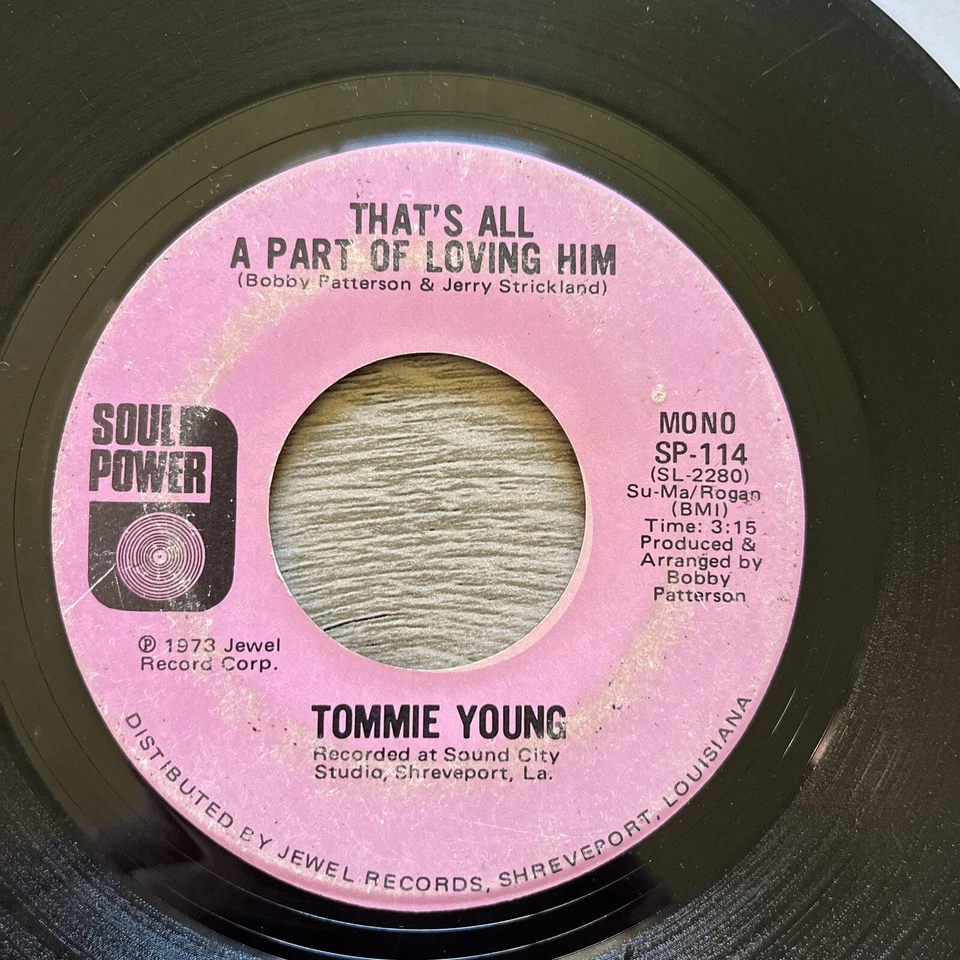 THAT'S ALL
A PART OF LOVING HIM
(Bobby Patterson & Jerry Strickland)
SOUL
POWER
MONO
SP-114
(SL-2280)
Su-Ma/Rogan
(BMI)
Time: 3:15
Produced &
Arranged by
Bobby
Patterson
℗ 1973 Jewel
Record Corp.
TOMMIE YOUNG
Recorded at Sound City
Studio, Shreveport, La.
DISTRIBUTED BY JEWEL RECORDS, SHREVEPORT, LOUISIANA